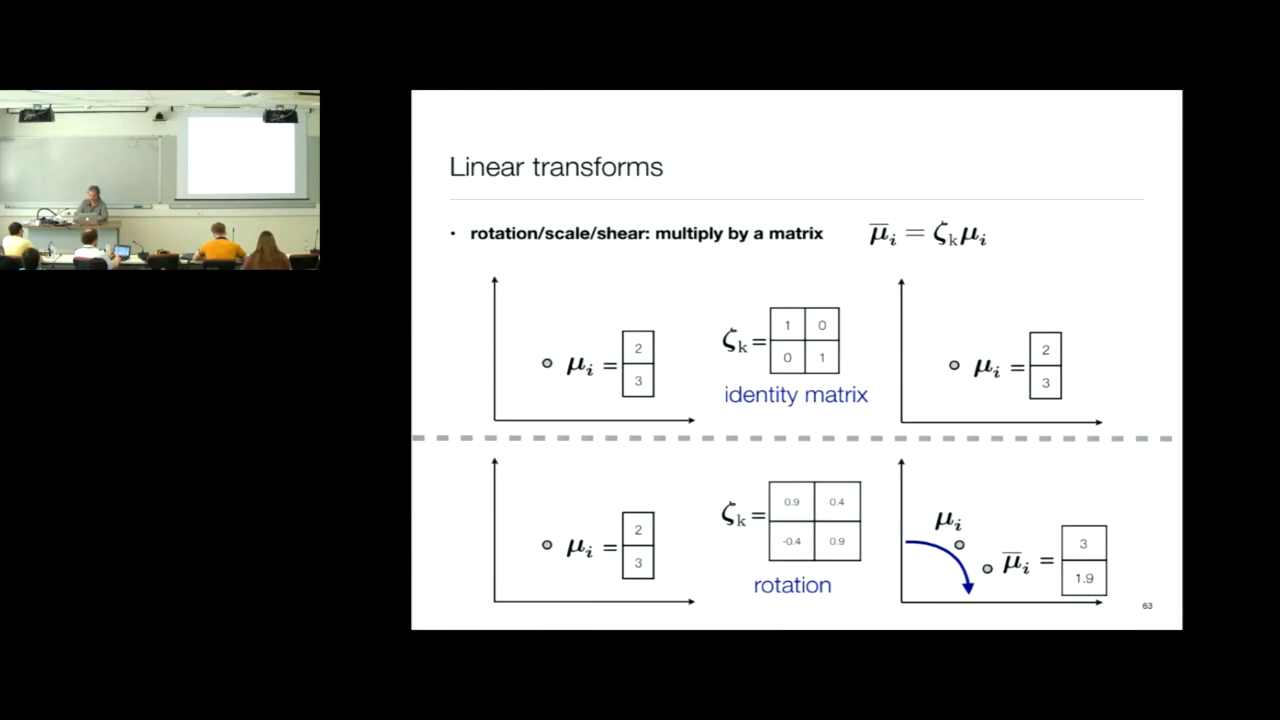 Linear transforms
· rotation/scale/shear: multiply by a matrix μ̅ᵢ = ζₖμᵢ
μᵢ = 2 3
ζₖ = 1 0 0 1
identity matrix
μᵢ = 2 3
μᵢ = 2 3
ζₖ = 0.9 0.4 -0.4 0.9
rotation
μᵢ
μ̅ᵢ = 3 1.9
63